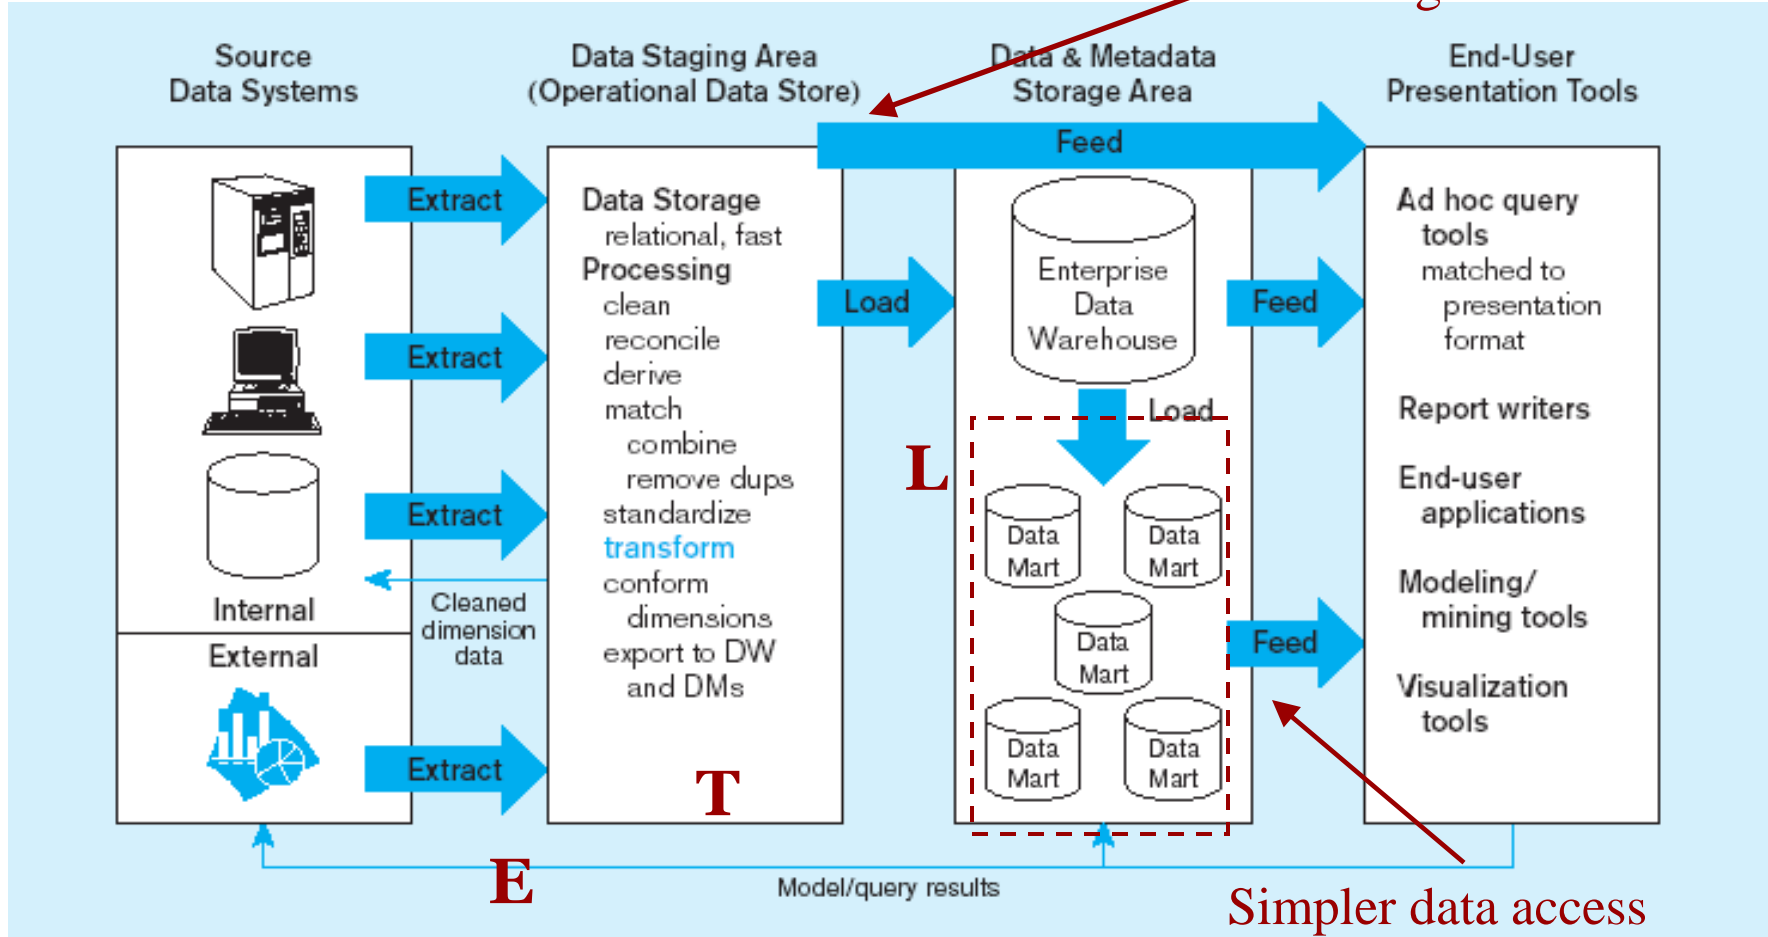 Source
Data Systems
Data Staging Area
(Operational Data Store)
Data & Metadata
Storage Area
End-User
Presentation Tools
Extract
Extract
Extract
Extract
Internal
External
Cleaned
dimension
data
Data Storage
relational, fast
Processing
clean
reconcile
derive
match
combine
remove dups
standardize
transform
conform
dimensions
export to DW
and DMs
T
E
Feed
Load
Enterprise
Data
Warehouse
Load
L
Data
Mart
Data
Mart
Data
Mart
Data
Mart
Data
Mart
Feed
Feed
Ad hoc query
tools
matched to
presentation
format
Report writers
End-user
applications
Modeling/
mining tools
Visualization
tools
Model/query results
Simpler data access